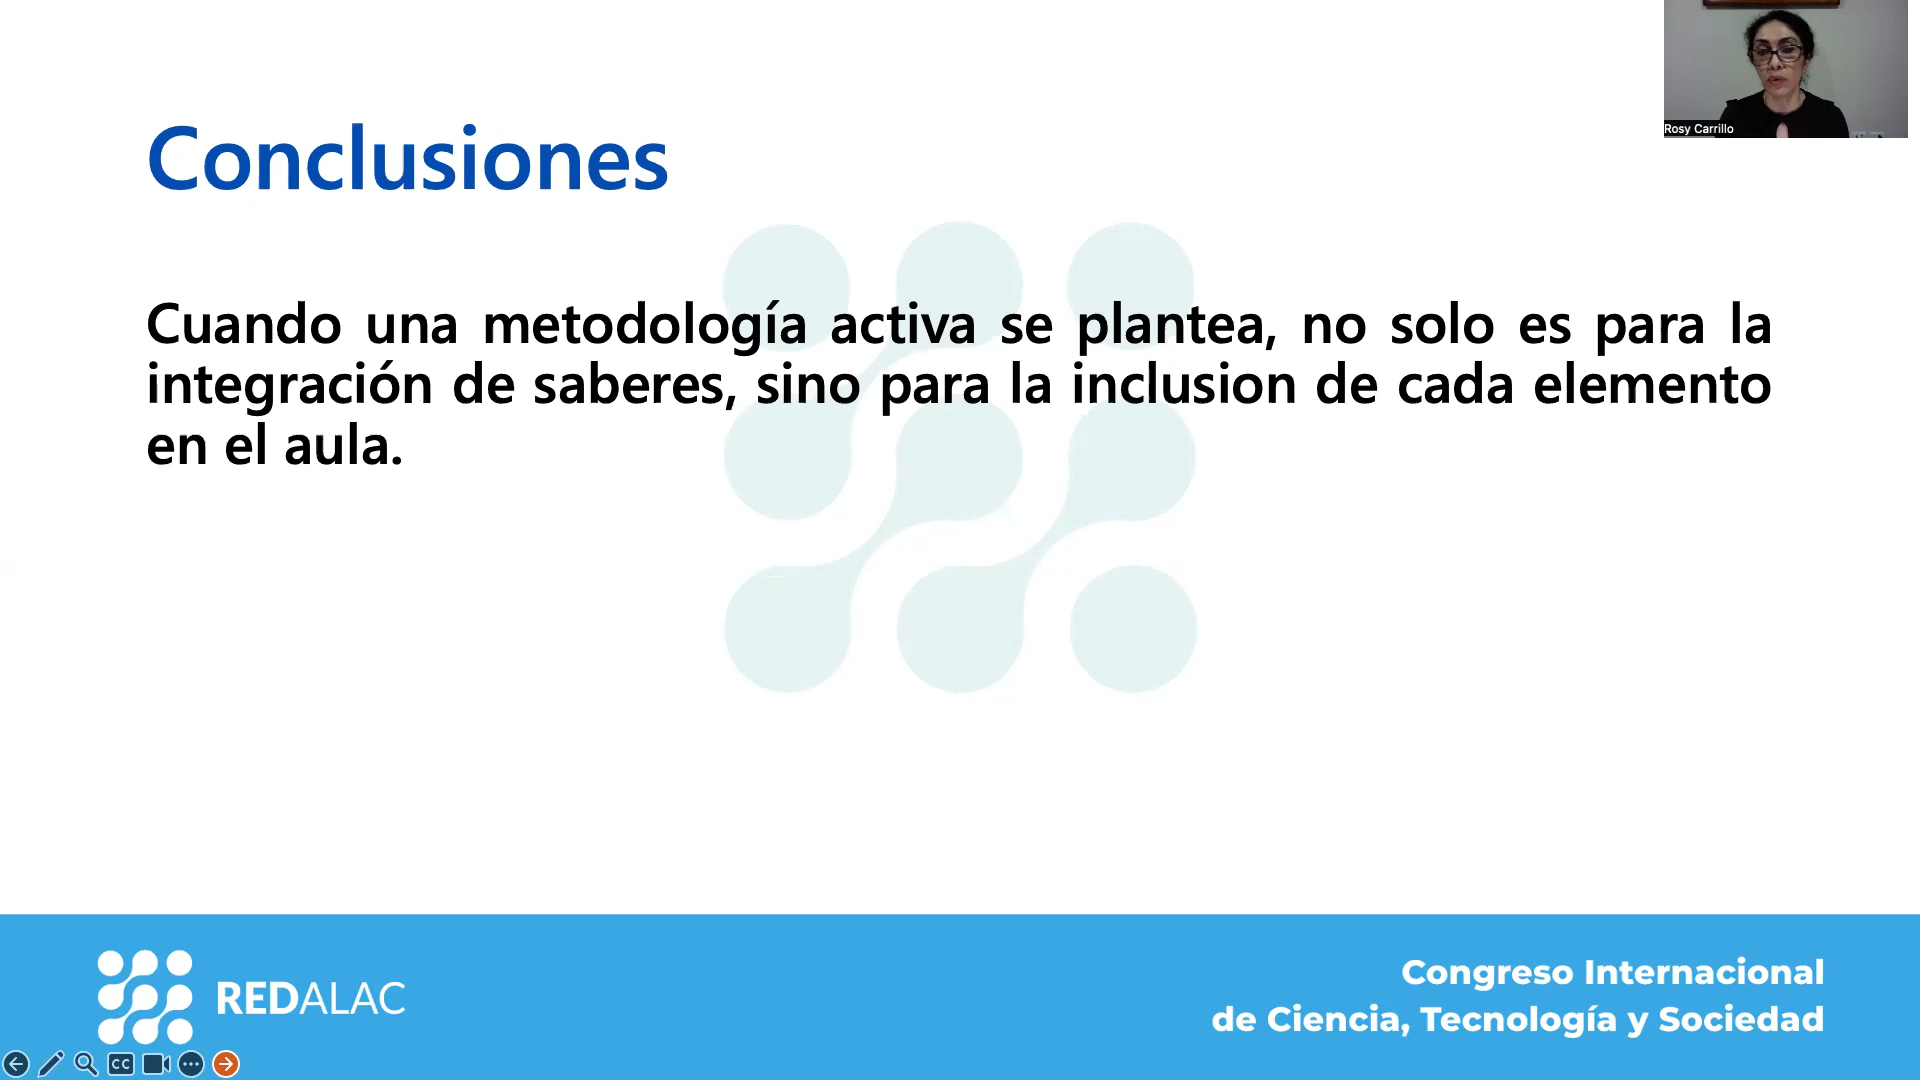 Rosy Carrillo
Conclusiones
Cuando una metodología activa se plantea, no solo es para la
integración de saberes, sino para la inclusion de cada elemento
en el aula.
REDALAC
Congreso Internacional
de Ciencia, Tecnología y Sociedad
CC